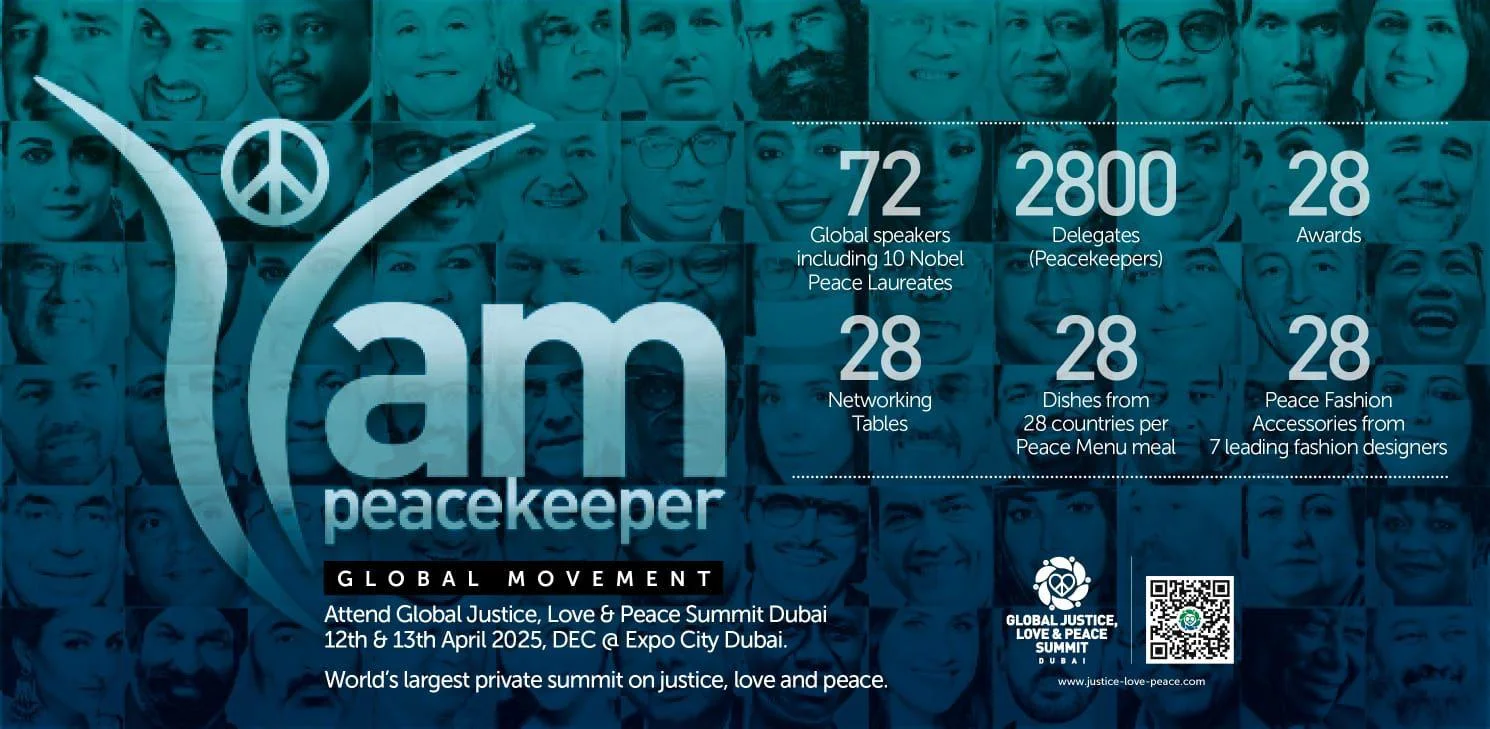 I am
peacekeeper
GLOBAL MOVEMENT
Attend Global Justice, Love & Peace Summit Dubai
12th & 13th April 2025, DEC @ Expo City Dubai.
World's largest private summit on justice, love and peace.
72
Global speakers
including 10 Nobel
Peace Laureates
2800
Delegates
(Peacekeepers)
28
Awards
28
Networking
Tables
28
Dishes from
28 countries per
Peace Menu meal
28
Peace Fashion
Accessories from
7 leading fashion designers
GLOBAL JUSTICE,
LOVE & PEACE
SUMMIT
DUBAI
www.justice-love-peace.com